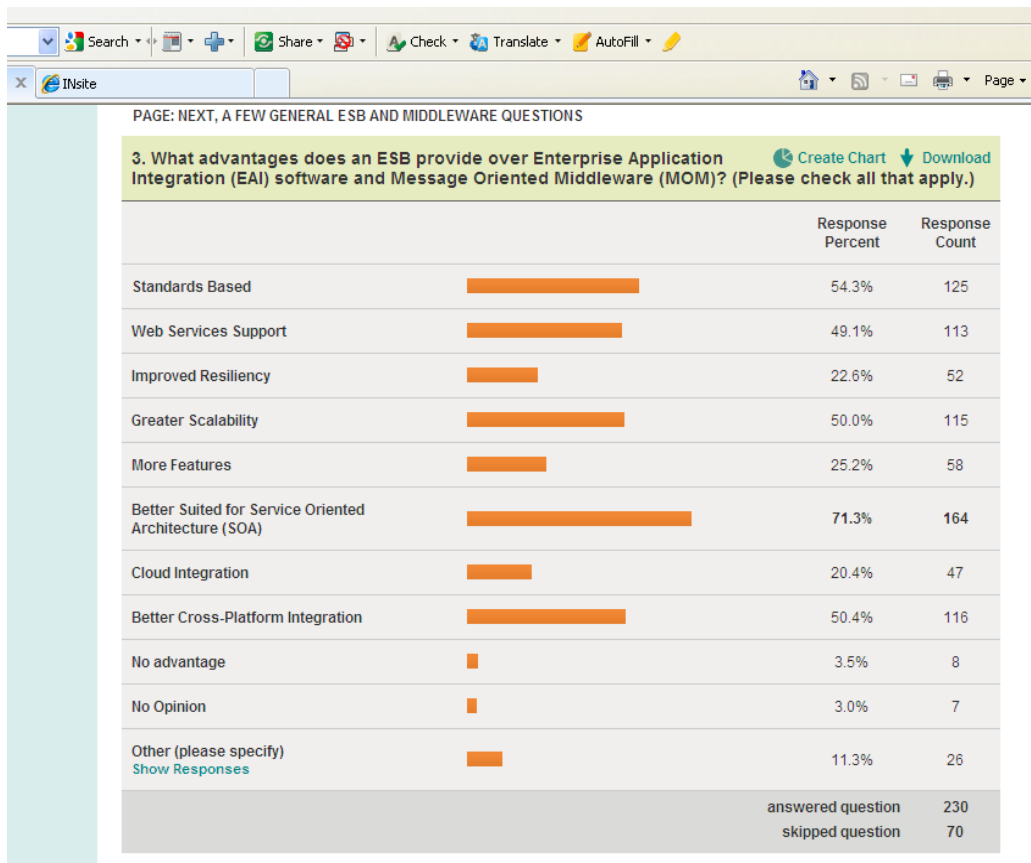 Search Share Check Translate AutoFill
INsite Page
PAGE: NEXT, A FEW GENERAL ESB AND MIDDLEWARE QUESTIONS
3. What advantages does an ESB provide over Enterprise Application Create Chart Download
Integration (EAI) software and Message Oriented Middleware (MOM)? (Please check all that apply.)
Response Response
Percent Count
Standards Based 54.3% 125
Web Services Support 49.1% 113
Improved Resiliency 22.6% 52
Greater Scalability 50.0% 115
More Features 25.2% 58
Better Suited for Service Oriented
Architecture (SOA) 71.3% 164
Cloud Integration 20.4% 47
Better Cross-Platform Integration 50.4% 116
No advantage 3.5% 8
No Opinion 3.0% 7
Other (please specify) 11.3% 26
Show Responses
answered question 230
skipped question 70